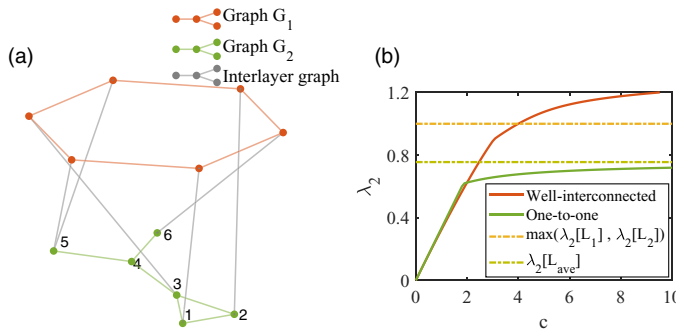 (a)
Graph G1
Graph G2
Interlayer graph
5
6
4
3
1
2
(b)
1.2
0.8
0.4
0
λ2
Well-interconnected
One-to-one
max(λ2[L1] , λ2[L2])
λ2[Lave]
0 2 4 6 8 10
c